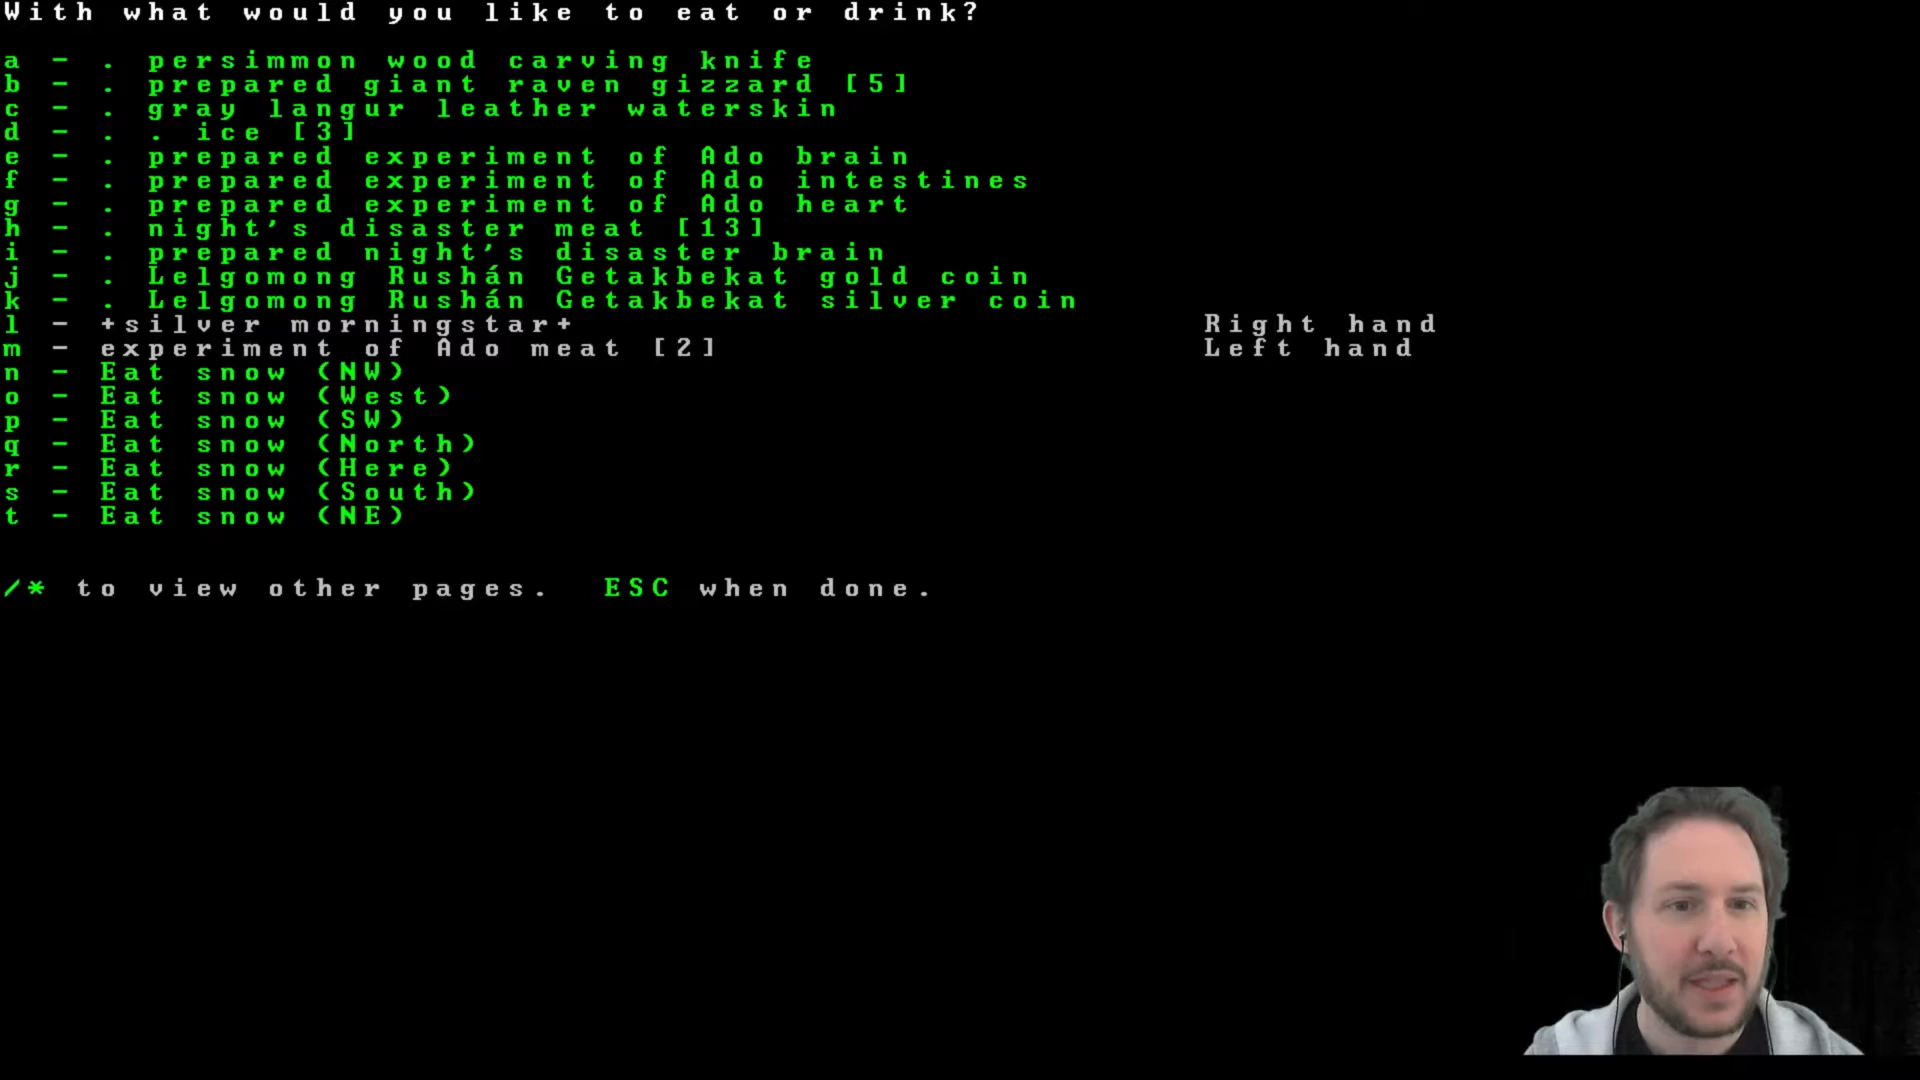 With what would you like to eat or drink?
a - . persimmon wood carving knife
b - . prepared giant raven gizzard [5]
c - . gray langur leather waterskin
d - . . ice [3]
e - . prepared experiment of Ado brain
f - . prepared experiment of Ado intestines
g - . prepared experiment of Ado heart
h - . night's disaster meat [13]
i - . prepared night's disaster brain
j - . Lelgomong Rushán Getakbekat gold coin
k - . Lelgomong Rushán Getakbekat silver coin
l - +silver morningstar+ Right hand
m - experiment of Ado meat [2] Left hand
n - Eat snow (NW)
o - Eat snow (West)
p - Eat snow (SW)
q - Eat snow (North)
r - Eat snow (Here)
s - Eat snow (South)
t - Eat snow (NE)
/* to view other pages. ESC when done.